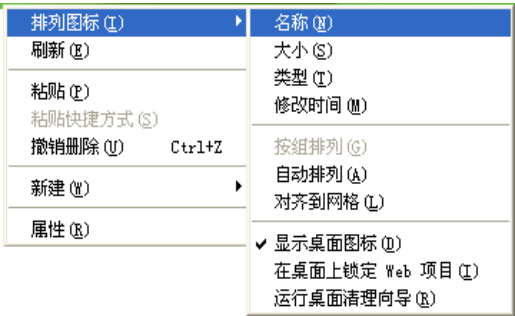 排列图标(I)
刷新(E)
粘贴(P)
粘贴快捷方式(S)
撤销删除(U) Ctrl+Z
新建(W)
属性(R)
名称(N)
大小(S)
类型(T)
修改时间(M)
按组排列(G)
自动排列(A)
对齐到网格(L)
显示桌面图标(D)
在桌面上锁定 Web 项目(I)
运行桌面清理向导(R)